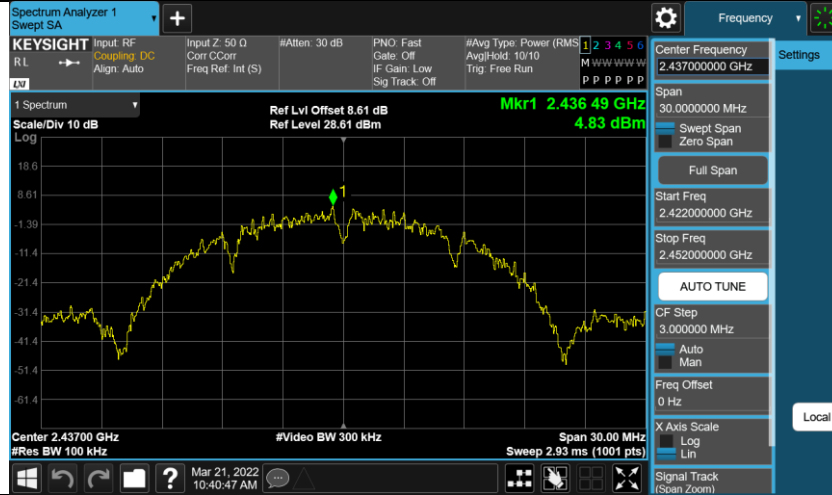 Spectrum Analyzer 1
Swept SA
Frequency
KEYSIGHT
RL
LXI
Input: RF
Coupling: DC
Align: Auto
Input Z: 50 Ω
Corr CCorr
Freq Ref: Int (S)
#Atten: 30 dB
PNO: Fast
Gate: Off
IF Gain: Low
Sig Track: Off
#Avg Type: Power (RMS
Avg|Hold: 10/10
Trig: Free Run
1 2 3 4 5 6
M W W W W W
P P P P P P
1 Spectrum
Scale/Div 10 dB
Log
Ref Lvl Offset 8.61 dB
Ref Level 28.61 dBm
Mkr1 2.436 49 GHz
4.83 dBm
1
18.6
8.61
-1.39
-11.4
-21.4
-31.4
-41.4
-51.4
-61.4
Center 2.43700 GHz
#Res BW 100 kHz
#Video BW 300 kHz
Span 30.00 MHz
Sweep 2.93 ms (1001 pts)
?
Mar 21, 2022
10:40:47 AM
Center Frequency
2.437000000 GHz
Span
30.0000000 MHz
Swept Span
Zero Span
Full Span
Start Freq
2.422000000 GHz
Stop Freq
2.452000000 GHz
AUTO TUNE
CF Step
3.000000 MHz
Auto
Man
Freq Offset
0 Hz
X Axis Scale
Log
Lin
Signal Track
(Span Zoom)
Settings
Local